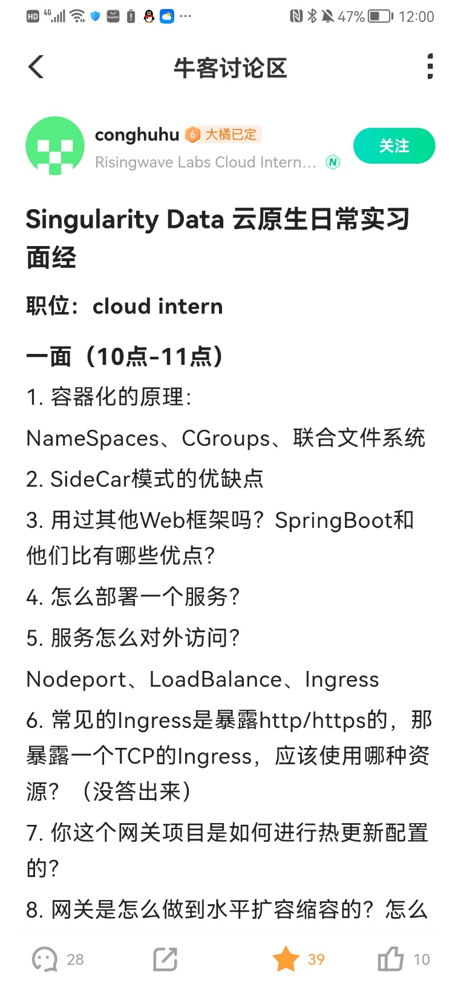 HD 4G 47% 12:00
牛客讨论区
conghuhu 6 大橘已定
关注
Risingwave Labs Cloud Intern... N
Singularity Data 云原生日常实习
面经
职位：cloud intern
一面（10点-11点）
1. 容器化的原理：
NameSpaces、CGroups、联合文件系统
2. SideCar模式的优缺点
3. 用过其他Web框架吗？SpringBoot和
他们比有哪些优点？
4. 怎么部署一个服务？
5. 服务怎么对外访问？
Nodeport、LoadBalance、Ingress
6. 常见的Ingress是暴露http/https的，那
暴露一个TCP的Ingress，应该使用哪种资
源？（没答出来）
7. 你这个网关项目是如何进行热更新配置
的？
8. 网关是怎么做到水平扩容缩容的？怎么
28 39 10